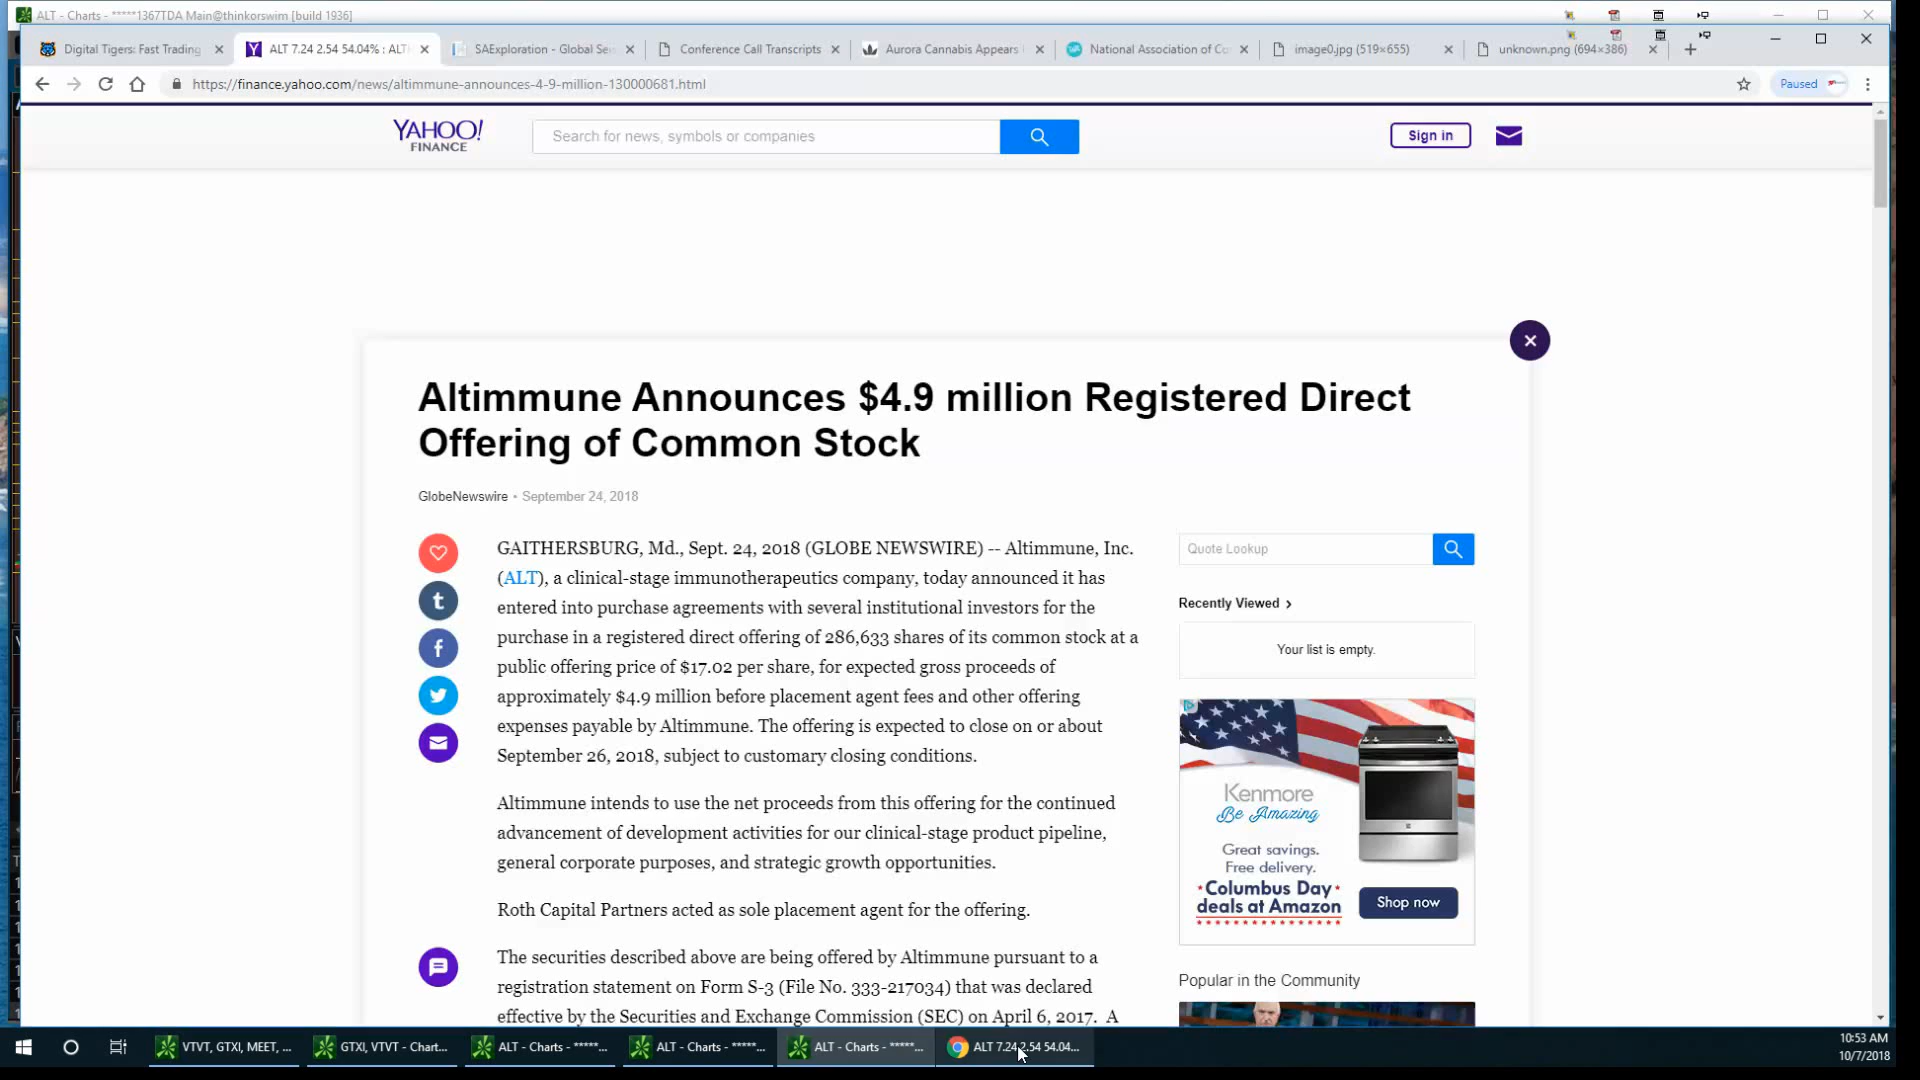 ALT - Charts - *****1367TDA Main@thinkorswim [build 1936]
Digital Tigers: Fast Trading
ALT 7.24 2.54 54.04% : ALT
SAExploration - Global Se
Conference Call Transcripts
Aurora Cannabis Appears
National Association of Co
image0.jpg (519×655)
unknown.png (694×386)
https://finance.yahoo.com/news/altimmune-announces-4-9-million-130000681.html
Paused
YAHOO!
FINANCE
Search for news, symbols or companies
Sign in
Altimmune Announces $4.9 million Registered Direct
Offering of Common Stock
GlobeNewswire • September 24, 2018
GAITHERSBURG, Md., Sept. 24, 2018 (GLOBE NEWSWIRE) -- Altimmune, Inc.
(ALT), a clinical-stage immunotherapeutics company, today announced it has
entered into purchase agreements with several institutional investors for the
purchase in a registered direct offering of 286,633 shares of its common stock at a
public offering price of $17.02 per share, for expected gross proceeds of
approximately $4.9 million before placement agent fees and other offering
expenses payable by Altimmune. The offering is expected to close on or about
September 26, 2018, subject to customary closing conditions.
Altimmune intends to use the net proceeds from this offering for the continued
advancement of development activities for our clinical-stage product pipeline,
general corporate purposes, and strategic growth opportunities.
Roth Capital Partners acted as sole placement agent for the offering.
The securities described above are being offered by Altimmune pursuant to a
registration statement on Form S-3 (File No. 333-217034) that was declared
effective by the Securities and Exchange Commission (SEC) on April 6, 2017. A
Quote Lookup
Recently Viewed
Your list is empty.
Kenmore
Be Amazing
Great savings.
Free delivery.
Columbus Day
deals at Amazon
Shop now
Popular in the Community
VTVT, GTXI, MEET, ...
GTXI, VTVT - Chart...
ALT - Charts - *****...
ALT - Charts - *****...
ALT - Charts - *****...
ALT 7.24 2.54 54.04...
10:53 AM
10/7/2018